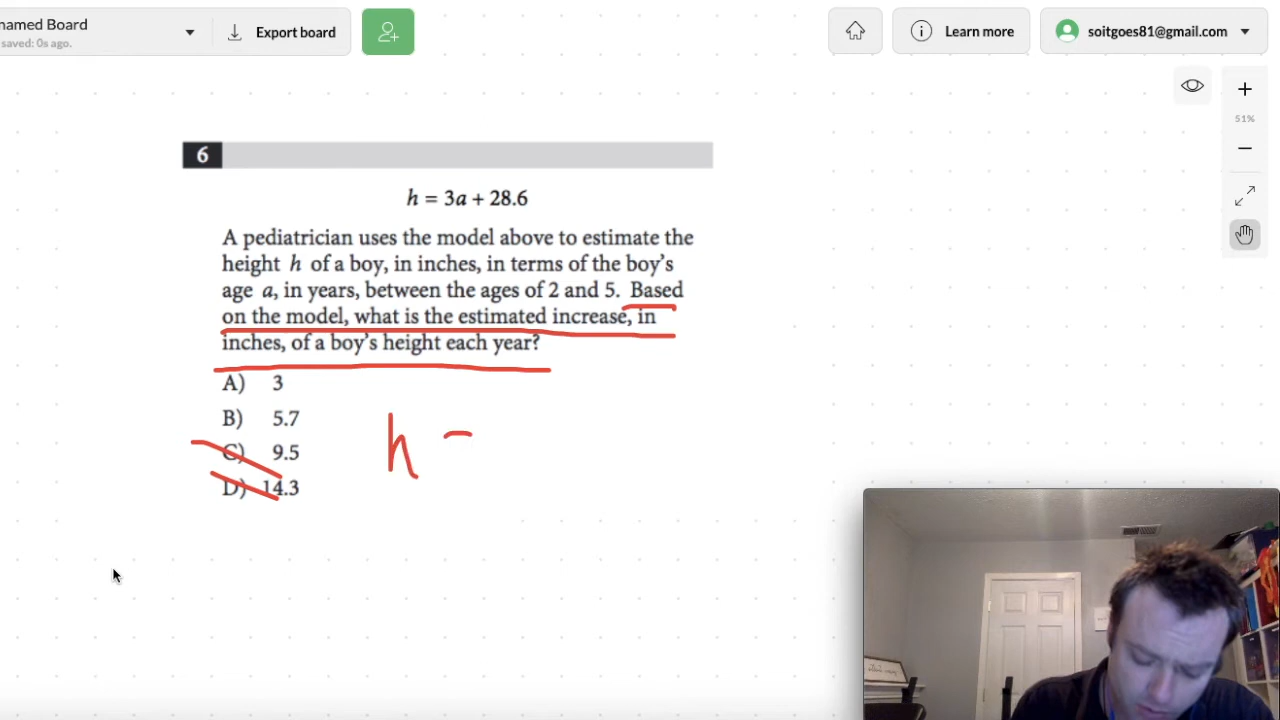 named Board
saved: 0s ago.
Export board
Learn more
soitgoes81@gmail.com
51%
6
h = 3a + 28.6
A pediatrician uses the model above to estimate the
height h of a boy, in inches, in terms of the boy's
age a, in years, between the ages of 2 and 5. Based
on the model, what is the estimated increase, in
inches, of a boy's height each year?
A) 3
B) 5.7
C) 9.5
D) 14.3
h -